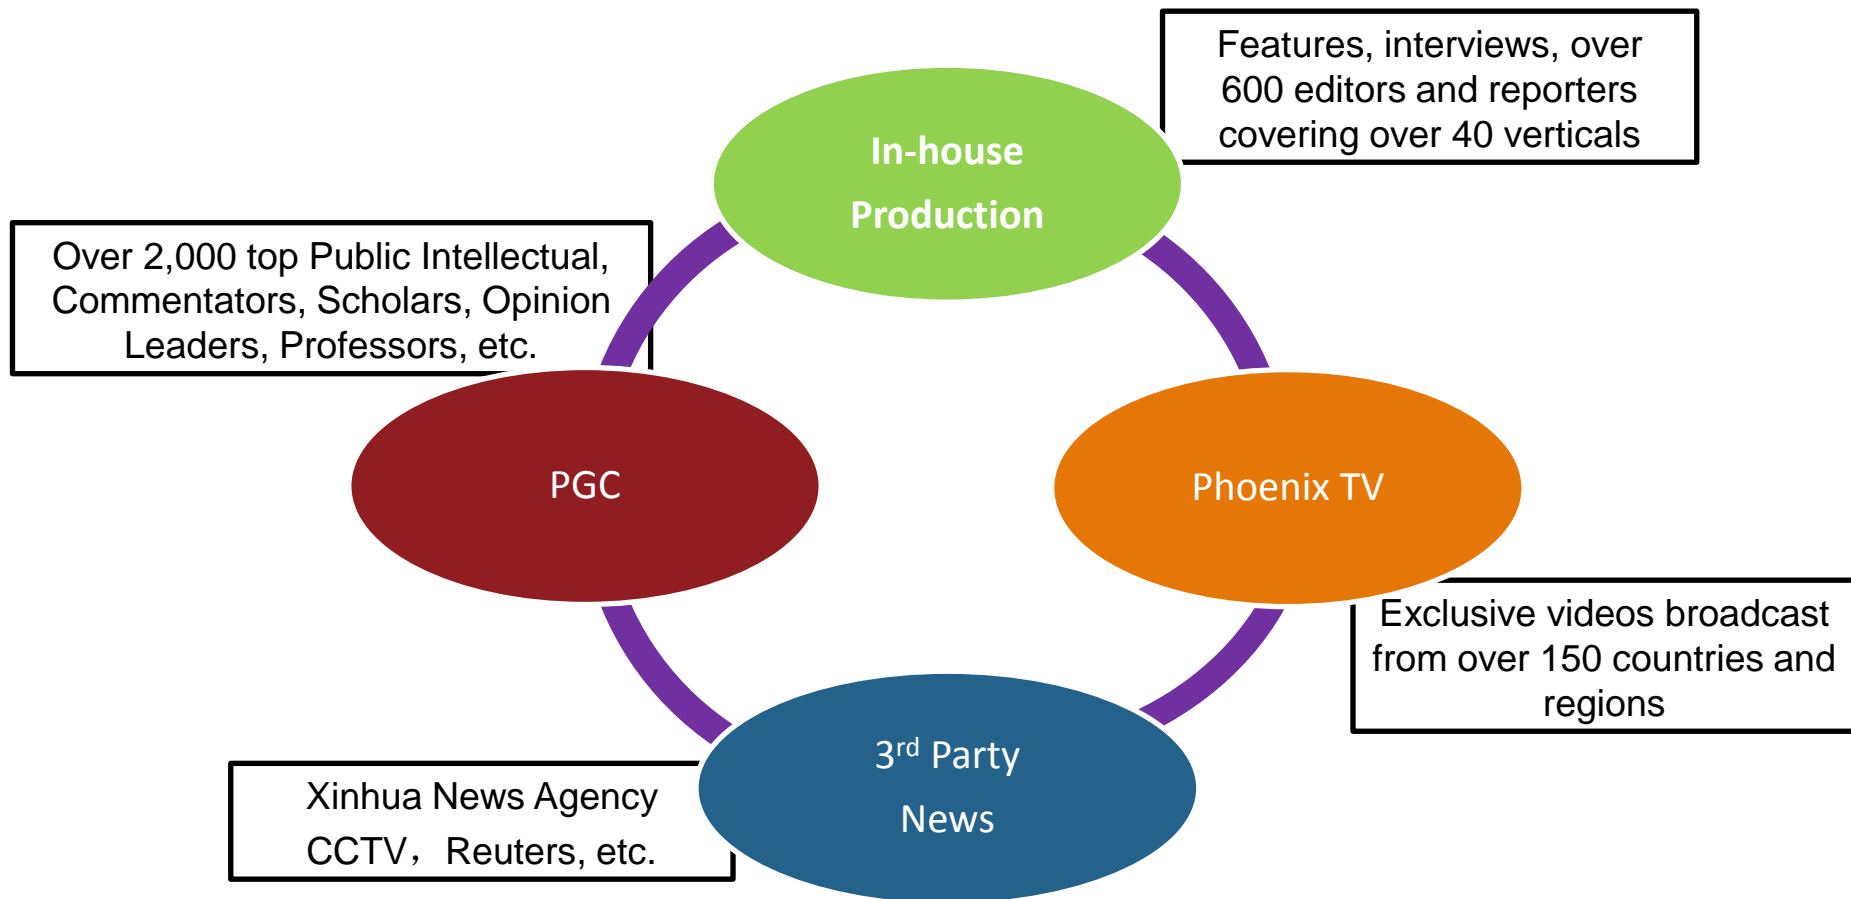 Features, interviews, over
600 editors and reporters
covering over 40 verticals
In-house
Production
Over 2,000 top Public Intellectual,
Commentators, Scholars, Opinion
Leaders, Professors, etc.
PGC
Phoenix TV
Exclusive videos broadcast
from over 150 countries and
regions
3rd Party
News
Xinhua News Agency
CCTV，Reuters, etc.